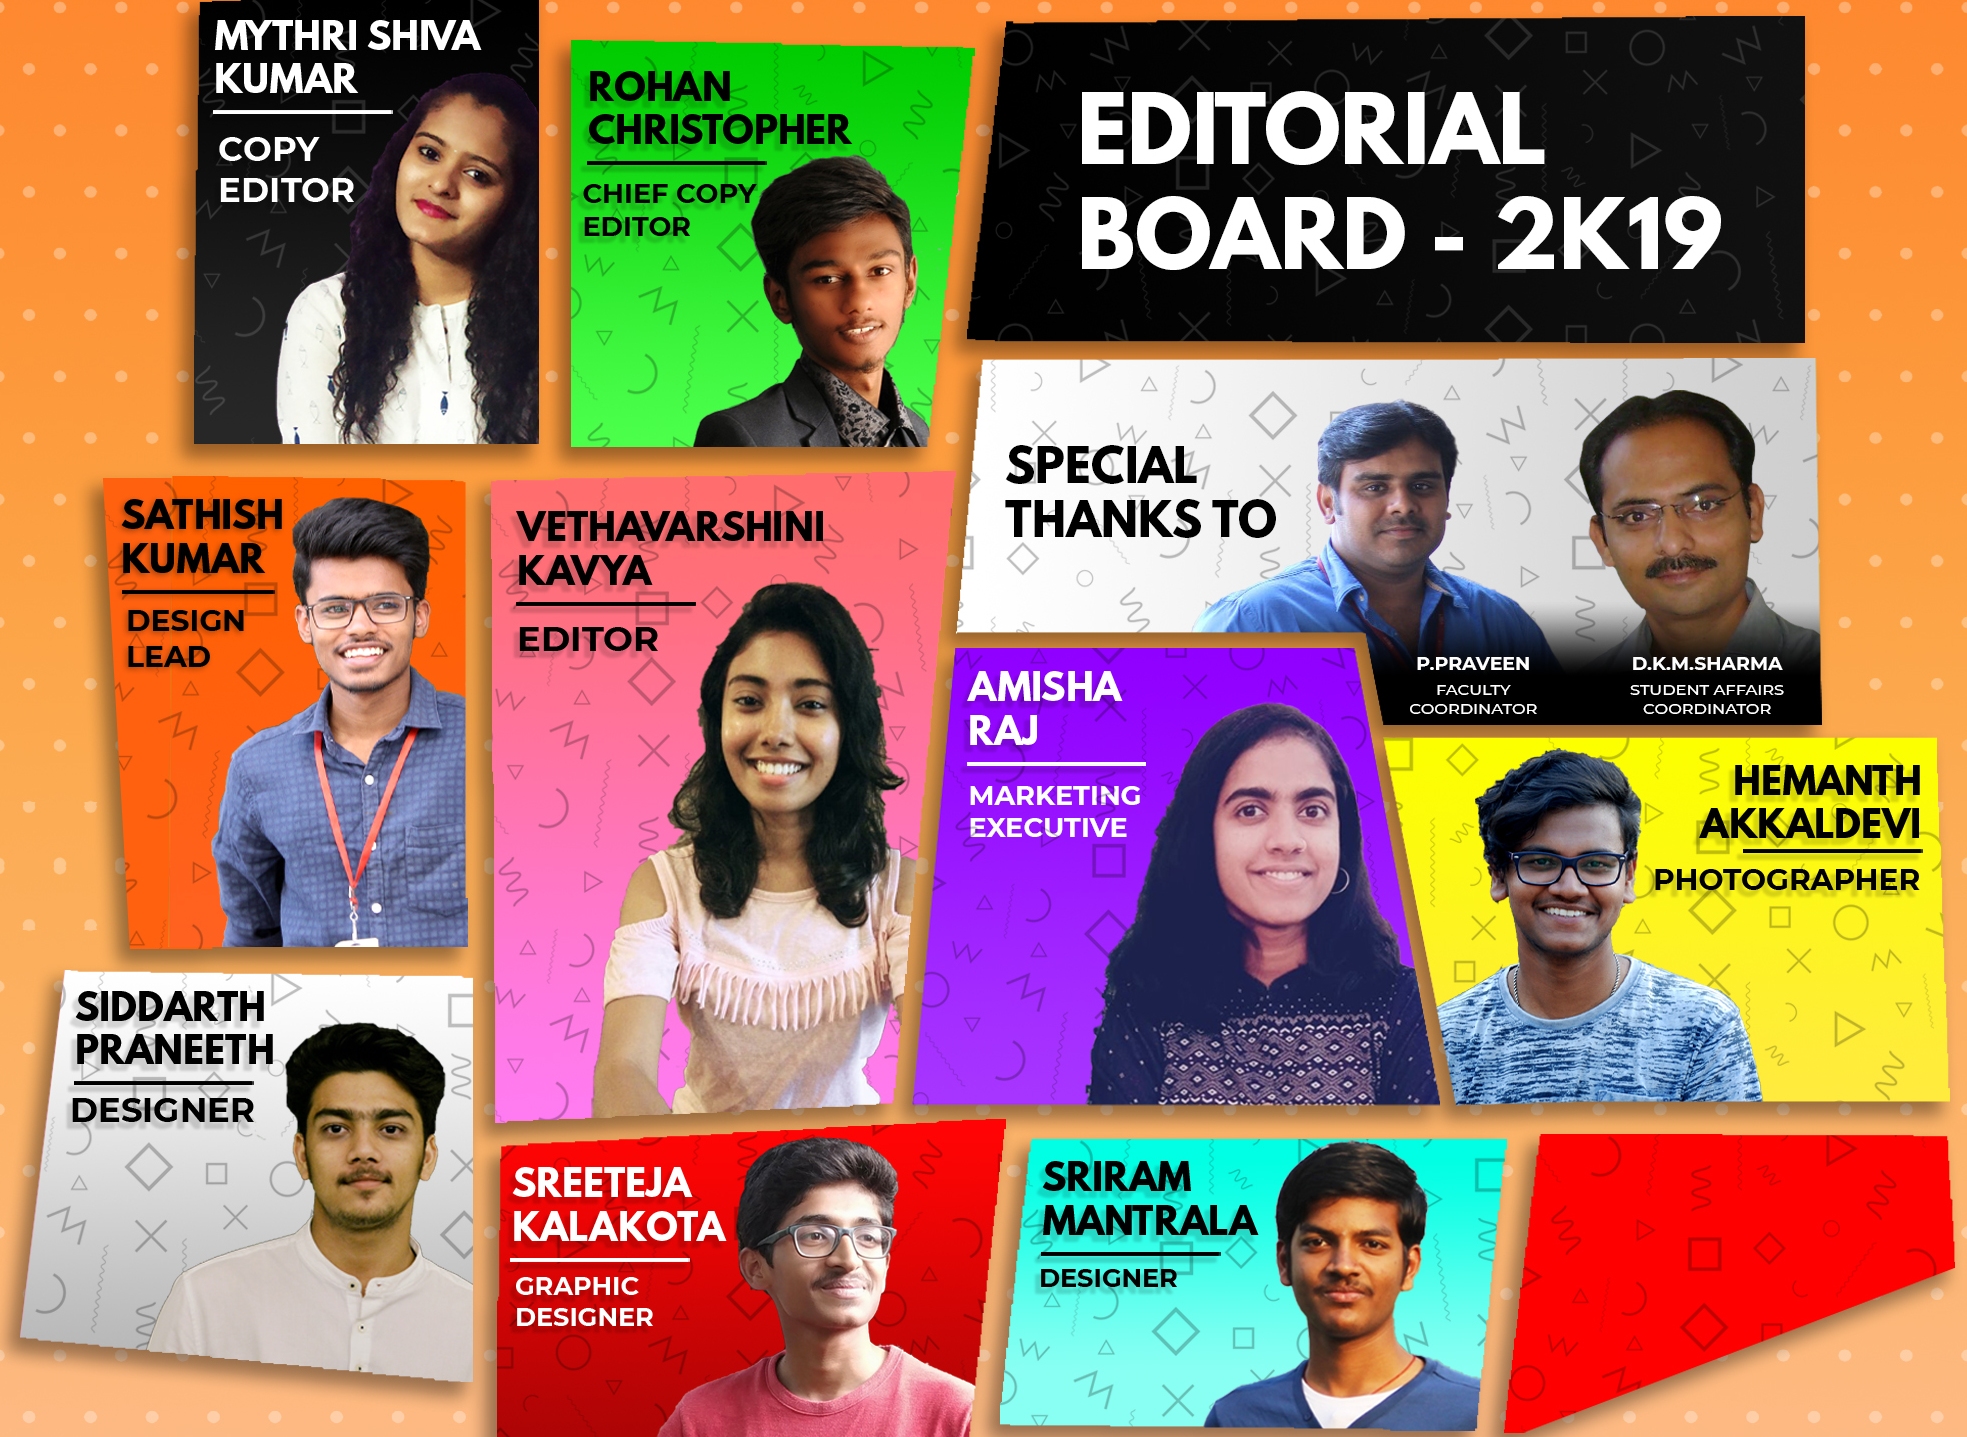 MYTHRI SHIVA
KUMAR
COPY
EDITOR
ROHAN
CHRISTOPHER
CHIEF COPY
EDITOR
EDITORIAL
BOARD - 2K19
SPECIAL
THANKS TO
P.PRAVEEN
FACULTY
COORDINATOR
D.K.M.SHARMA
STUDENT AFFAIRS
COORDINATOR
SATHISH
KUMAR
DESIGN
LEAD
VETHAVARSHINI
KAVYA
EDITOR
AMISHA
RAJ
MARKETING
EXECUTIVE
HEMANTH
AKKALDEVI
PHOTOGRAPHER
SIDDARTH
PRANEETH
DESIGNER
SREETEJA
KALAKOTA
GRAPHIC
DESIGNER
SRIRAM
MANTRALA
DESIGNER